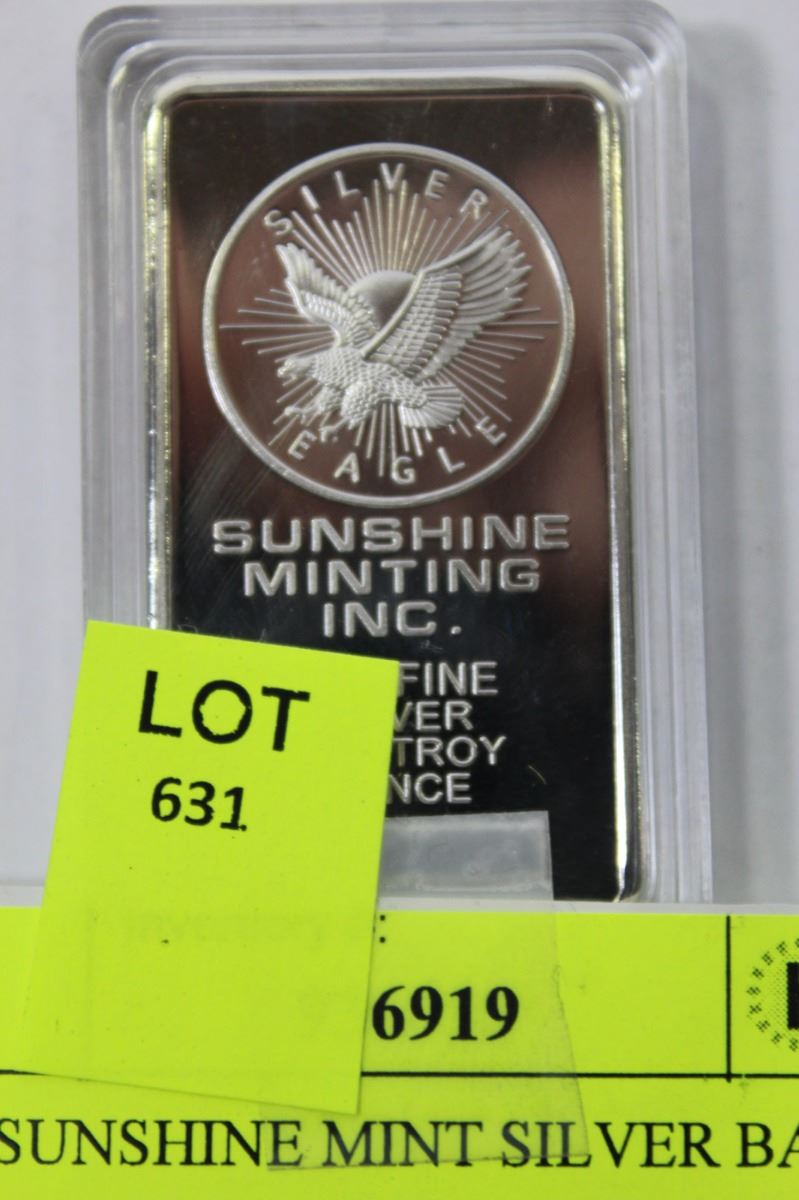 SILVER
EAGLE
SUNSHINE
MINTING
INC.
FINE
VER
TROY
NCE
LOT
631
6919
SUNSHINE MINT SILVER BA